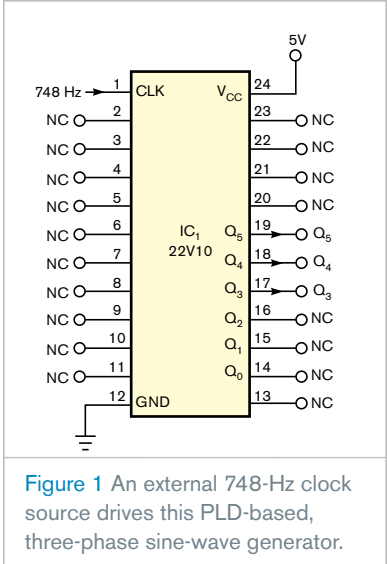 5V
748 Hz 1 CLK VCC 24
NC 2 23 NC
NC 3 22 NC
NC 4 21 NC
NC 5 20 NC
NC 6 IC1 Q5 19 Q5
NC 7 22V10 Q4 18 Q4
NC 8 Q3 17 Q3
NC 9 Q2 16 NC
NC 10 Q1 15 NC
NC 11 Q0 14 NC
12 GND 13 NC
Figure 1 An external 748-Hz clock
source drives this PLD-based,
three-phase sine-wave generator.